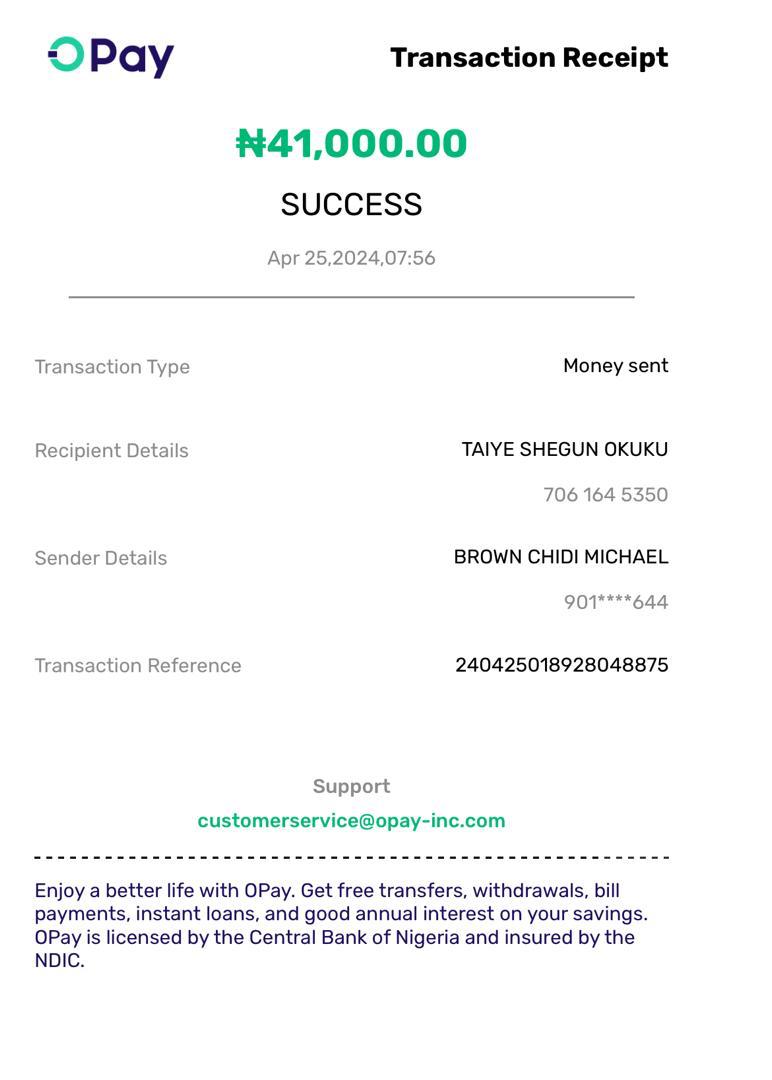 OPay
Transaction Receipt
₦41,000.00
SUCCESS
Apr 25,2024,07:56
Transaction Type Money sent
Recipient Details TAIYE SHEGUN OKUKU
706 164 5350
Sender Details BROWN CHIDI MICHAEL
901****644
Transaction Reference 240425018928048875
Support
customerservice@opay-inc.com
Enjoy a better life with OPay. Get free transfers, withdrawals, bill
payments, instant loans, and good annual interest on your savings.
OPay is licensed by the Central Bank of Nigeria and insured by the
NDIC.